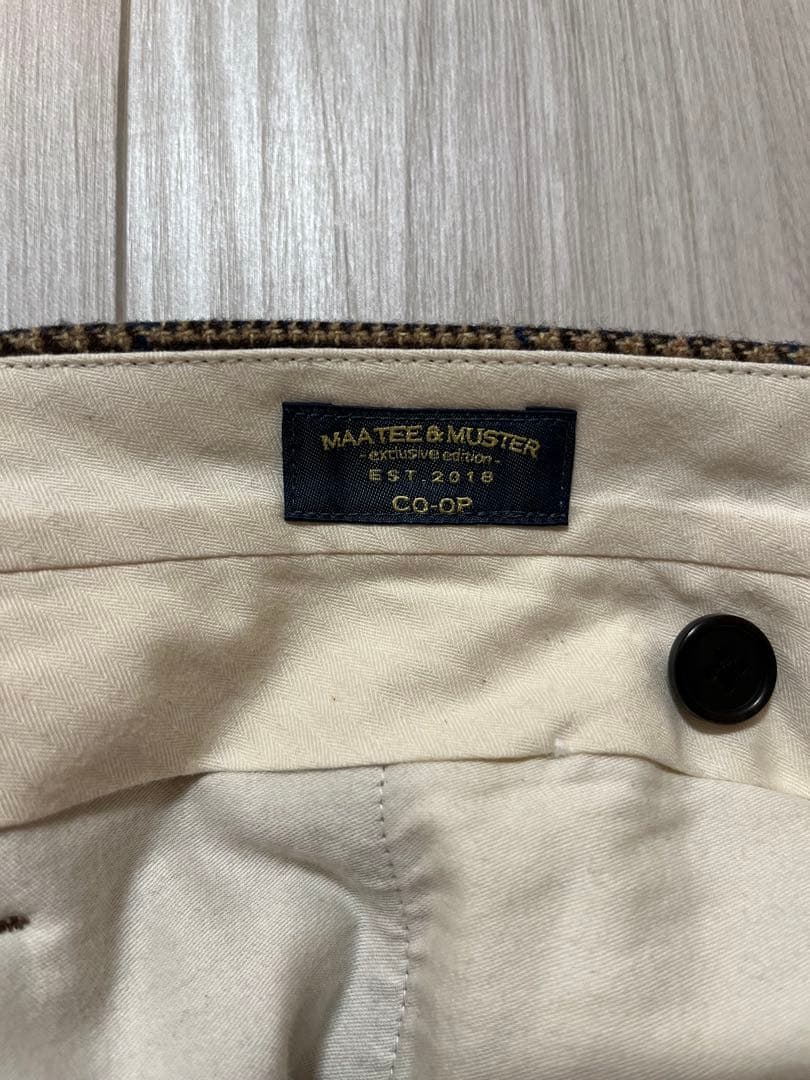 MAATEE & MUSTER
- exclusive edition -
EST. 2018
CO-OP